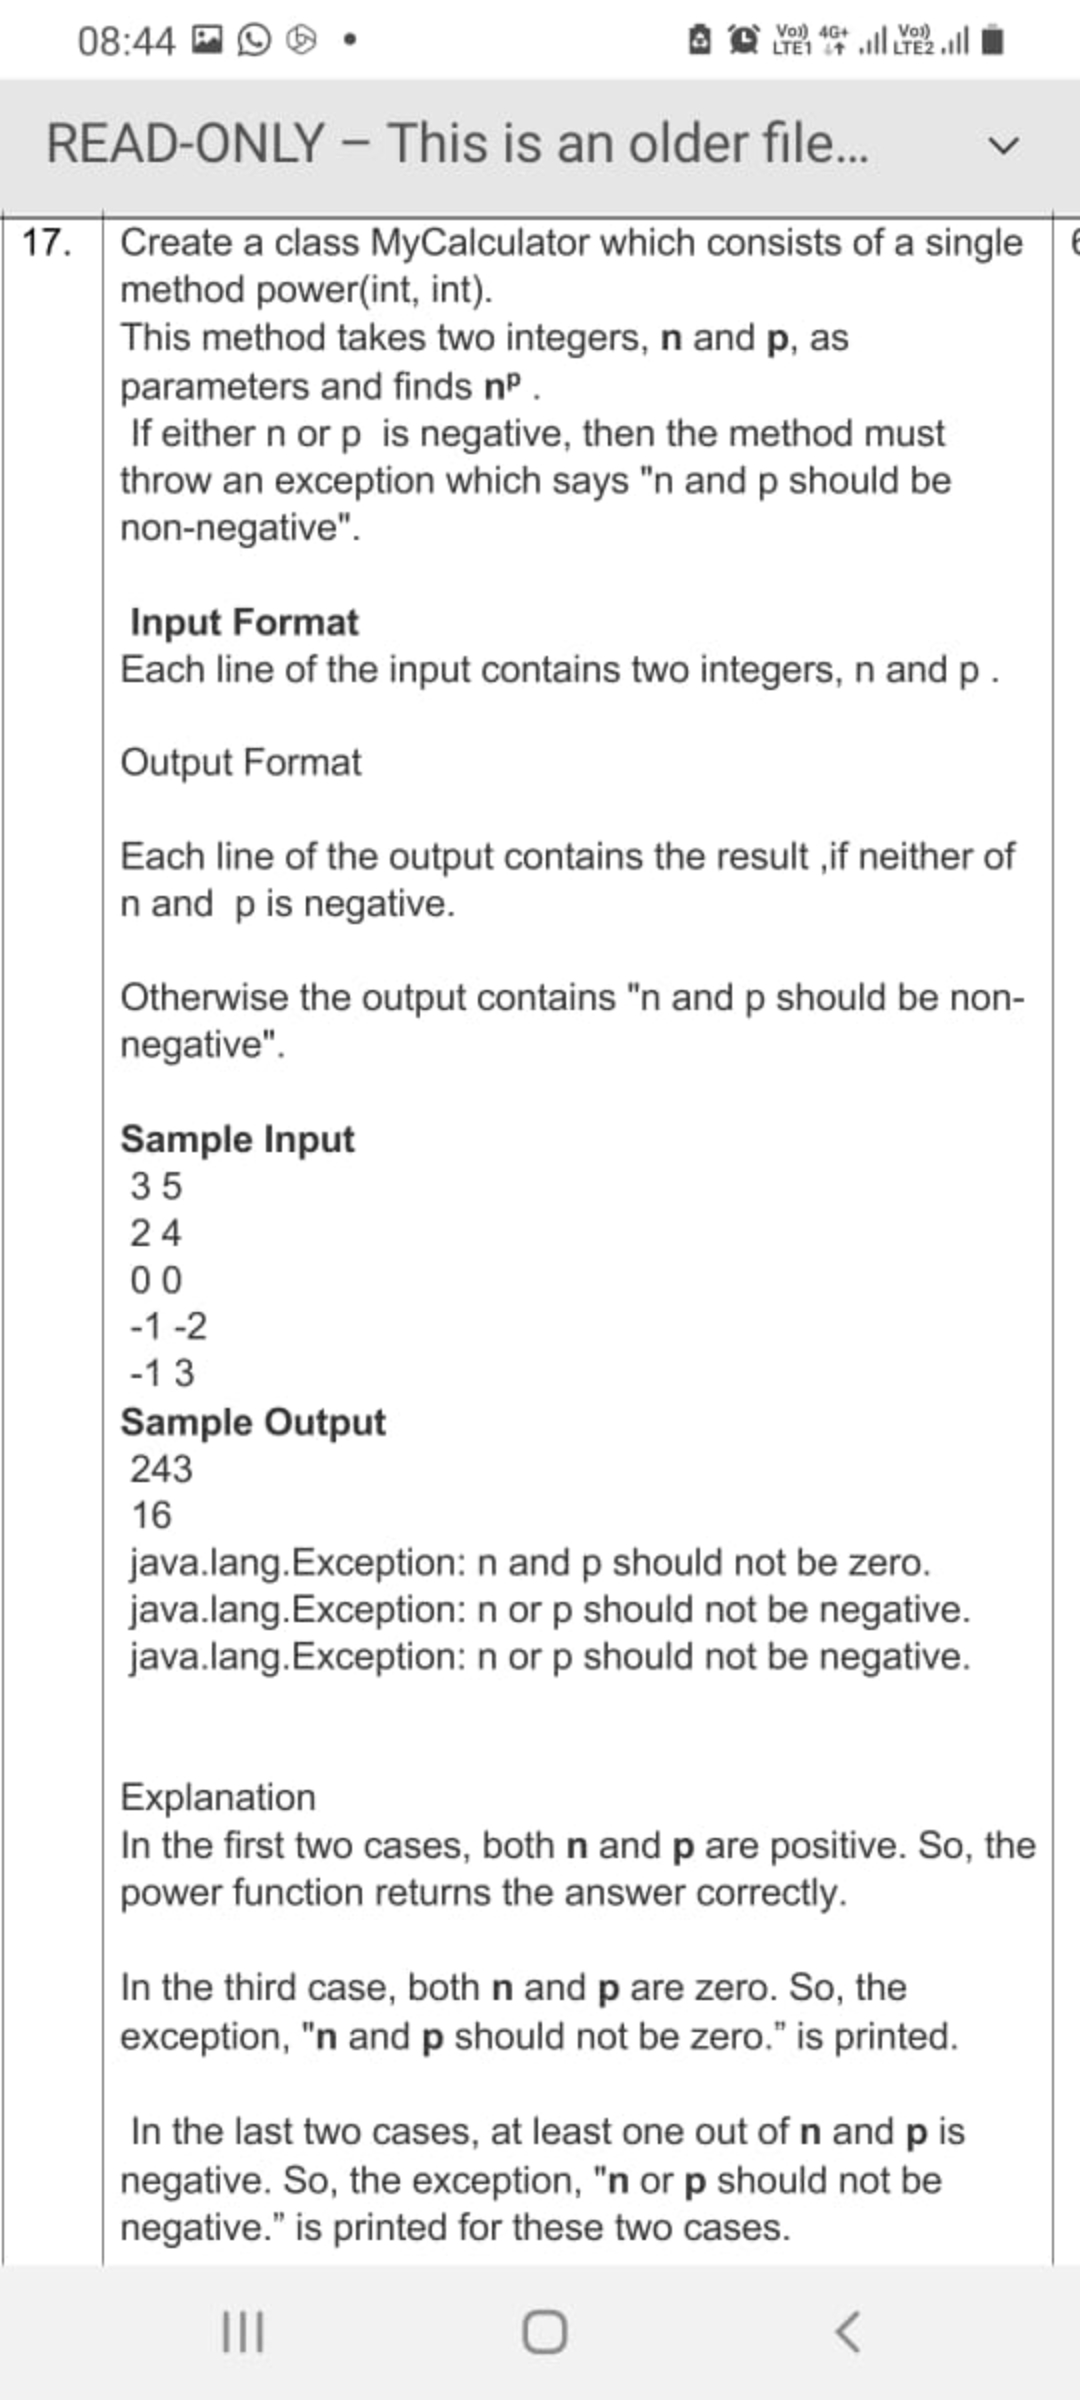 08:44
Vo)) LTE1 4G+ Vo)) LTE2
READ-ONLY – This is an older file...
17. Create a class MyCalculator which consists of a single
method power(int, int).
This method takes two integers, n and p, as
parameters and finds nᵖ .
If either n or p is negative, then the method must
throw an exception which says "n and p should be
non-negative".
Input Format
Each line of the input contains two integers, n and p .
Output Format
Each line of the output contains the result ,if neither of
n and p is negative.
Otherwise the output contains "n and p should be non-
negative".
Sample Input
3 5
2 4
0 0
-1 -2
-1 3
Sample Output
243
16
java.lang.Exception: n and p should not be zero.
java.lang.Exception: n or p should not be negative.
java.lang.Exception: n or p should not be negative.
Explanation
In the first two cases, both n and p are positive. So, the
power function returns the answer correctly.
In the third case, both n and p are zero. So, the
exception, "n and p should not be zero.” is printed.
In the last two cases, at least one out of n and p is
negative. So, the exception, "n or p should not be
negative.” is printed for these two cases.